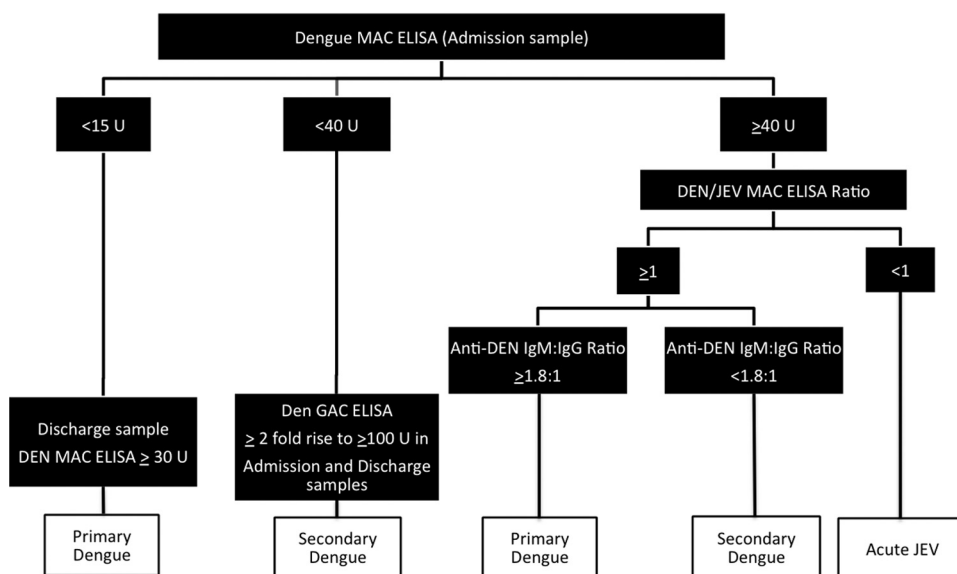 Dengue MAC ELISA (Admission sample)
<15 U
<40 U
≥40 U
DEN/JEV MAC ELISA Ratio
≥1
<1
Anti-DEN IgM:IgG Ratio
≥1.8:1
Anti-DEN IgM:IgG Ratio
<1.8:1
Discharge sample
DEN MAC ELISA ≥ 30 U
Den GAC ELISA
≥ 2 fold rise to ≥100 U in
Admission and Discharge
samples
Primary
Dengue
Secondary
Dengue
Primary
Dengue
Secondary
Dengue
Acute JEV